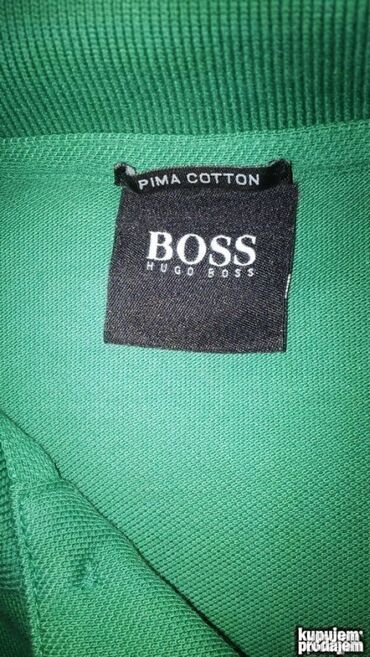 PIMA COTTON
BOSS
HUGO BOSS
kupujem
prodajem